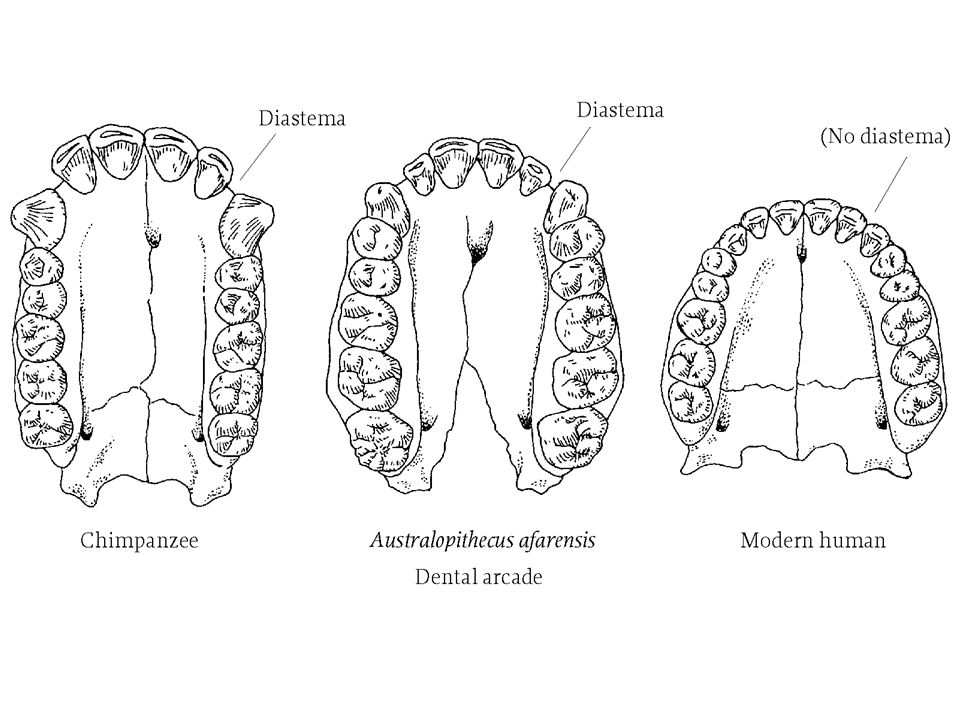 Diastema
Diastema
(No diastema)
Chimpanzee
Australopithecus afarensis
Modern human
Dental arcade